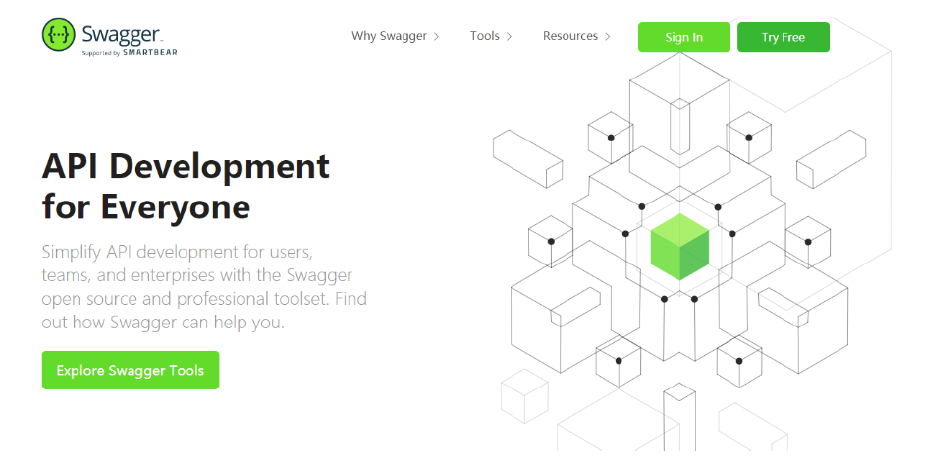 Swagger
Supported by SMARTBEAR
Why Swagger
Tools
Resources
Sign In
Try Free
API Development
for Everyone
Simplify API development for users,
teams, and enterprises with the Swagger
open source and professional toolset. Find
out how Swagger can help you.
Explore Swagger Tools